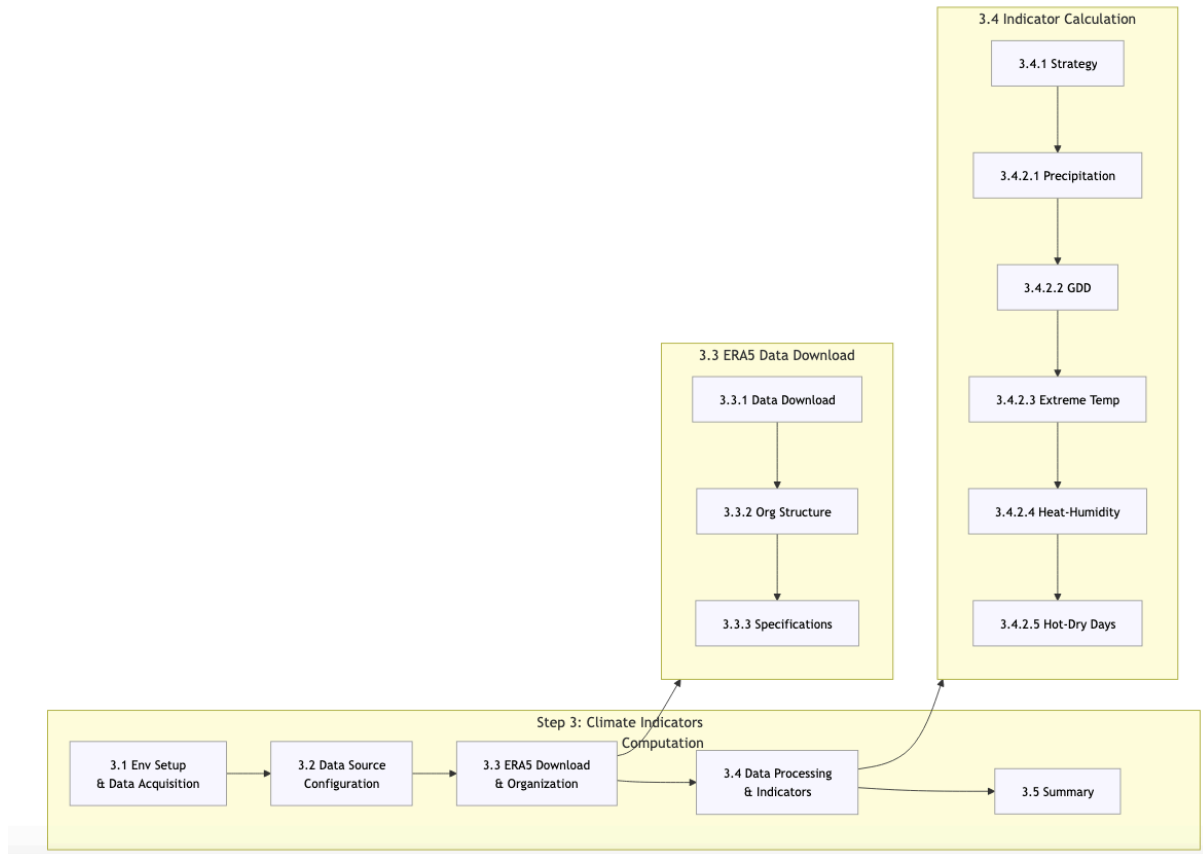 3.4 Indicator Calculation
3.4.1 Strategy
3.4.2.1 Precipitation
3.4.2.2 GDD
3.4.2.3 Extreme Temp
3.4.2.4 Heat-Humidity
3.4.2.5 Hot-Dry Days
3.3 ERA5 Data Download
3.3.1 Data Download
3.3.2 Org Structure
3.3.3 Specifications
Step 3: Climate Indicators
Computation
3.1 Env Setup
& Data Acquisition
3.2 Data Source
Configuration
3.3 ERA5 Download
& Organization
3.4 Data Processing
& Indicators
3.5 Summary